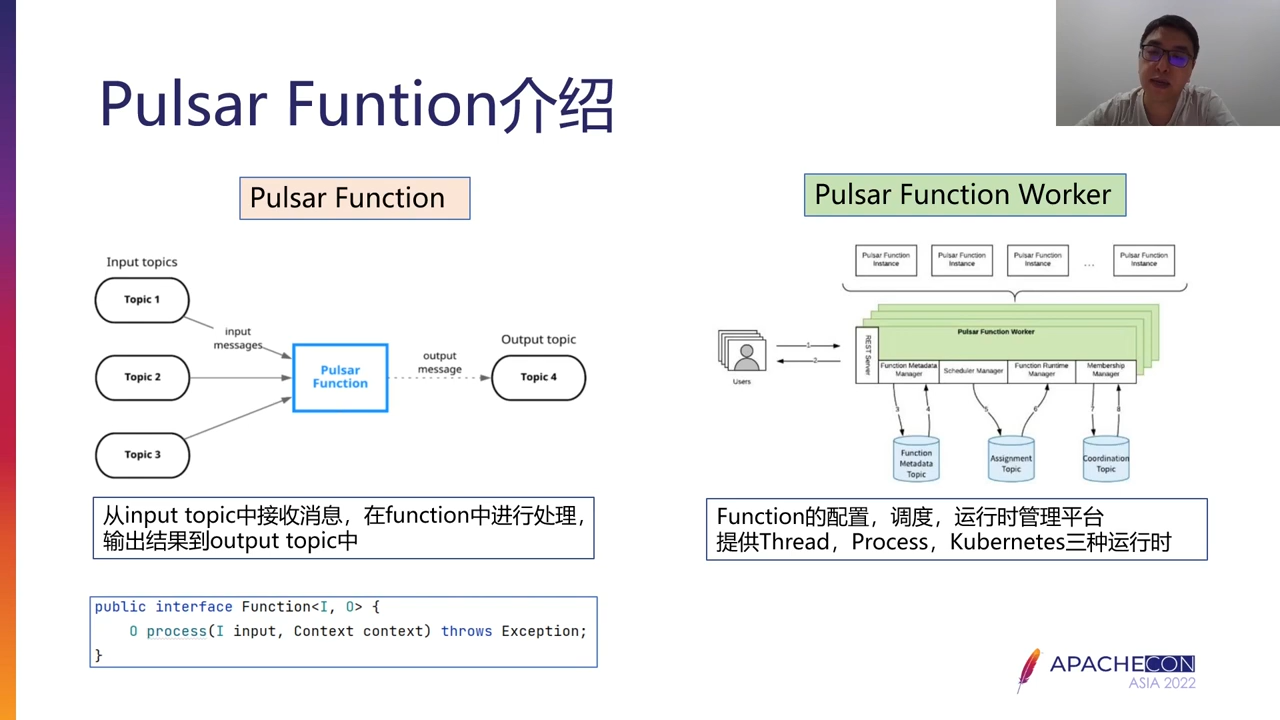 Pulsar Funtion介绍
Pulsar Function
Input topics
Topic 1
Topic 2
Topic 3
input
messages
Pulsar
Function
output
message
Output topic
Topic 4
从input topic中接收消息，在function中进行处理，
输出结果到output topic中
public interface Function<I, O> {
O process(I input, Context context) throws Exception;
}
Pulsar Function Worker
Pulsar Function
Instance
Pulsar Function
Instance
Pulsar Function
Instance
...
Pulsar Function
Instance
Users
1
2
Pulsar Function Worker
REST Server
Function Metadata
Manager
Scheduler Manager
Function Runtime
Manager
Membership
Manager
3
4
5
6
7
8
Function
Metadata
Topic
Assignment
Topic
Coordination
Topic
Function的配置，调度，运行时管理平台
提供Thread，Process，Kubernetes三种运行时
APACHECON
ASIA 2022